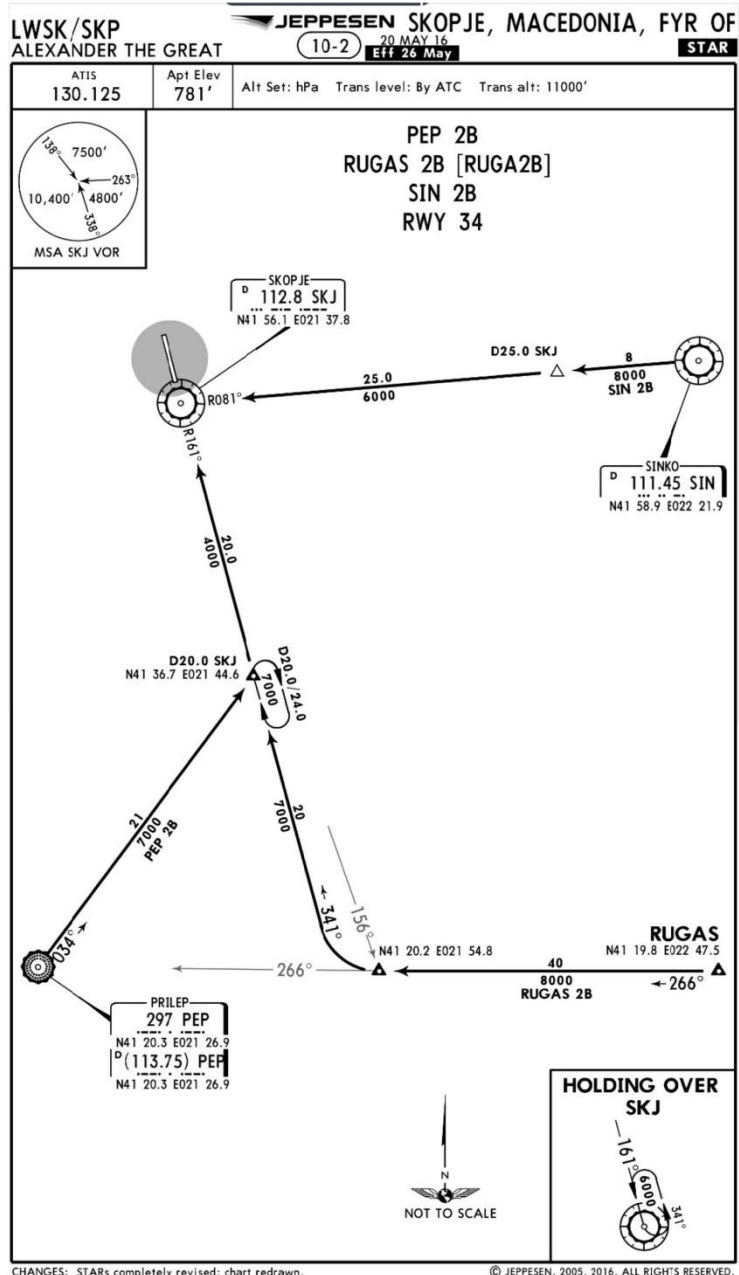 LWSK/SKP
ALEXANDER THE GREAT
JEPPESEN
10-2
20 MAY 16
Eff 26 May
SKOPJE, MACEDONIA, FYR OF
STAR
ATIS
130.125
Apt Elev
781'
Alt Set: hPa Trans level: By ATC Trans alt: 11000'
138°
7500'
263°
10,400'
4800'
338°
MSA SKJ VOR
PEP 2B
RUGAS 2B [RUGA2B]
SIN 2B
RWY 34
SKOPJE
D 112.8 SKJ
N41 56.1 E021 37.8
D25.0 SKJ
8
8000
SIN 2B
25.0
6000
R081°
R161°
SINKO
D 111.45 SIN
N41 58.9 E022 21.9
20.0
4000
D20.0 SKJ
N41 36.7 E021 44.6
D20.0/24.0
7000
20
7000
21
7000
PEP 2B
034°
341°
156°
N41 20.2 E021 54.8
RUGAS
N41 19.8 E022 47.5
266°
40
8000
RUGAS 2B
266°
PRILEP
297 PEP
N41 20.3 E021 26.9
D (113.75) PEP
N41 20.3 E021 26.9
HOLDING OVER
SKJ
161°
6000
341°
N
NOT TO SCALE
CHANGES: STARs completely revised; chart redrawn.
© JEPPESEN, 2005, 2016. ALL RIGHTS RESERVED.